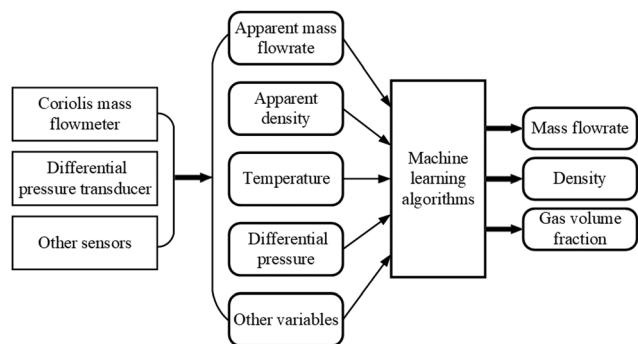 Coriolis mass
flowmeter
Differential
pressure transducer
Other sensors
Apparent mass
flowrate
Apparent
density
Temperature
Differential
pressure
Other variables
Machine
learning
algorithms
Mass flowrate
Density
Gas volume
fraction